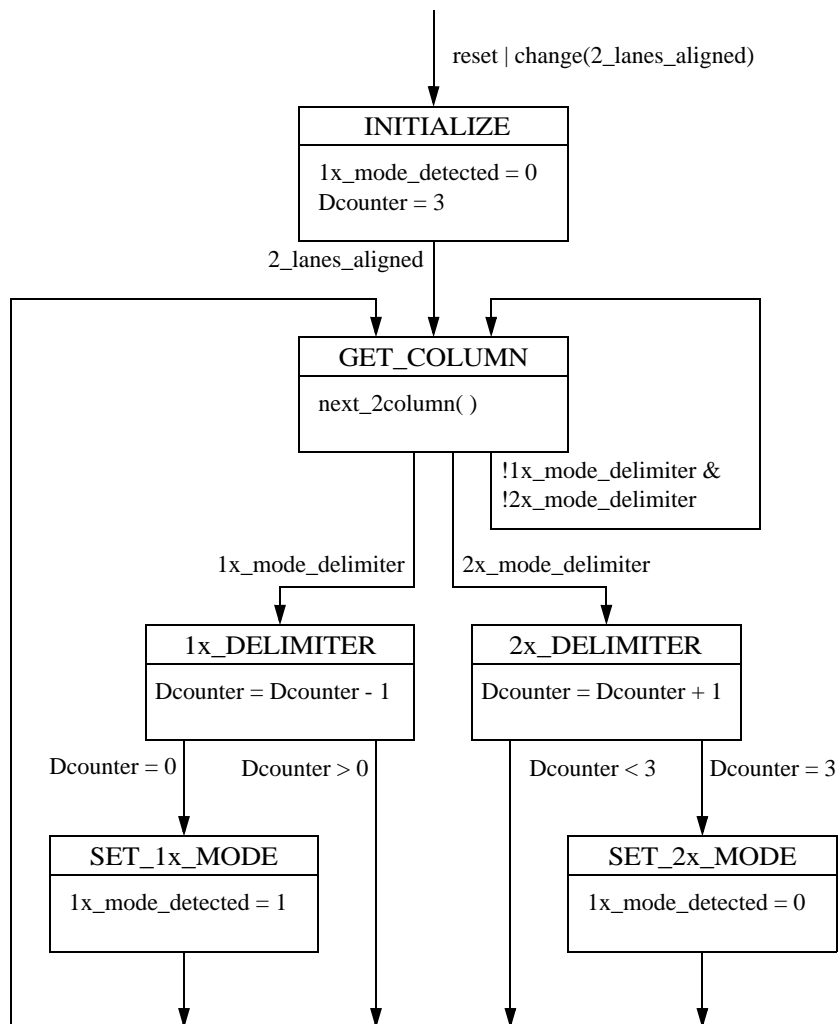 reset | change(2_lanes_aligned)
INITIALIZE
1x_mode_detected = 0
Dcounter = 3
2_lanes_aligned
GET_COLUMN
next_2column( )
!1x_mode_delimiter &
!2x_mode_delimiter
1x_mode_delimiter
2x_mode_delimiter
1x_DELIMITER
Dcounter = Dcounter - 1
2x_DELIMITER
Dcounter = Dcounter + 1
Dcounter = 0
Dcounter > 0
Dcounter < 3
Dcounter = 3
SET_1x_MODE
1x_mode_detected = 1
SET_2x_MODE
1x_mode_detected = 0